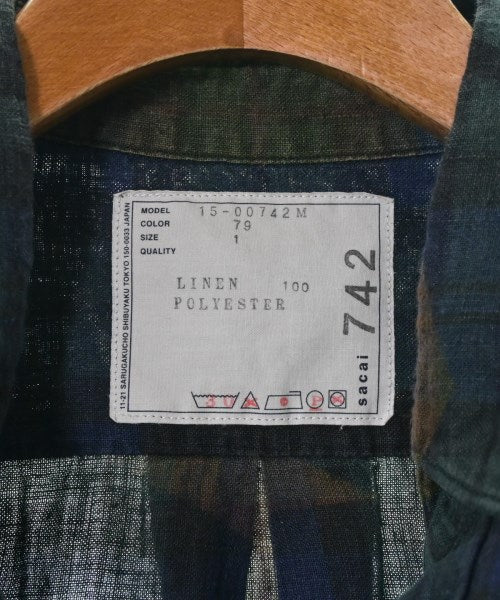 MODEL 15-00742M
COLOR 79
SIZE 1
QUALITY
LINEN 100
POLYESTER
30 P
sacai 742
11-21 SARUGAKUCHO SHIBUYAKU TOKYO 150-0033 JAPAN